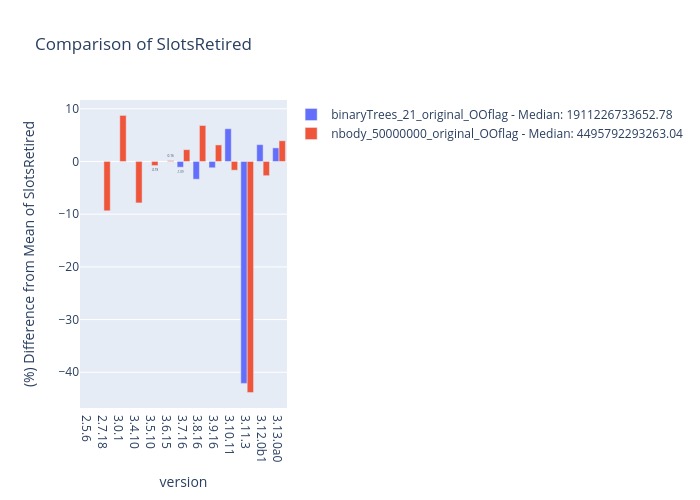 Comparison of SlotsRetired
binaryTrees_21_original_OOflag - Median: 1911226733652.78
nbody_50000000_original_OOflag - Median: 4495792293263.04
(%) Difference from Mean of SlotsRetired
10
0
−10
−20
−30
−40
2.5.6
2.7.18
3.0.1
3.4.10
3.5.10
3.6.15
3.7.16
3.8.16
3.9.16
3.10.11
3.11.3
3.12.0b1
3.13.0a0
version